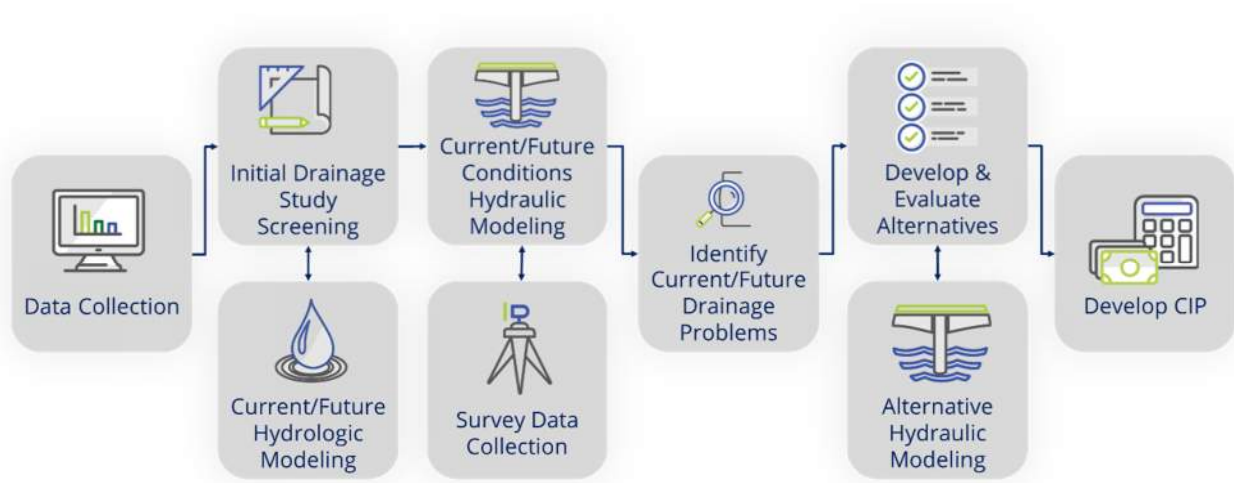 Data Collection
Initial Drainage
Study
Screening
Current/Future
Hydrologic
Modeling
Current/Future
Conditions
Hydraulic
Modeling
Survey Data
Collection
Identify
Current/Future
Drainage
Problems
Develop &
Evaluate
Alternatives
Alternative
Hydraulic
Modeling
Develop CIP